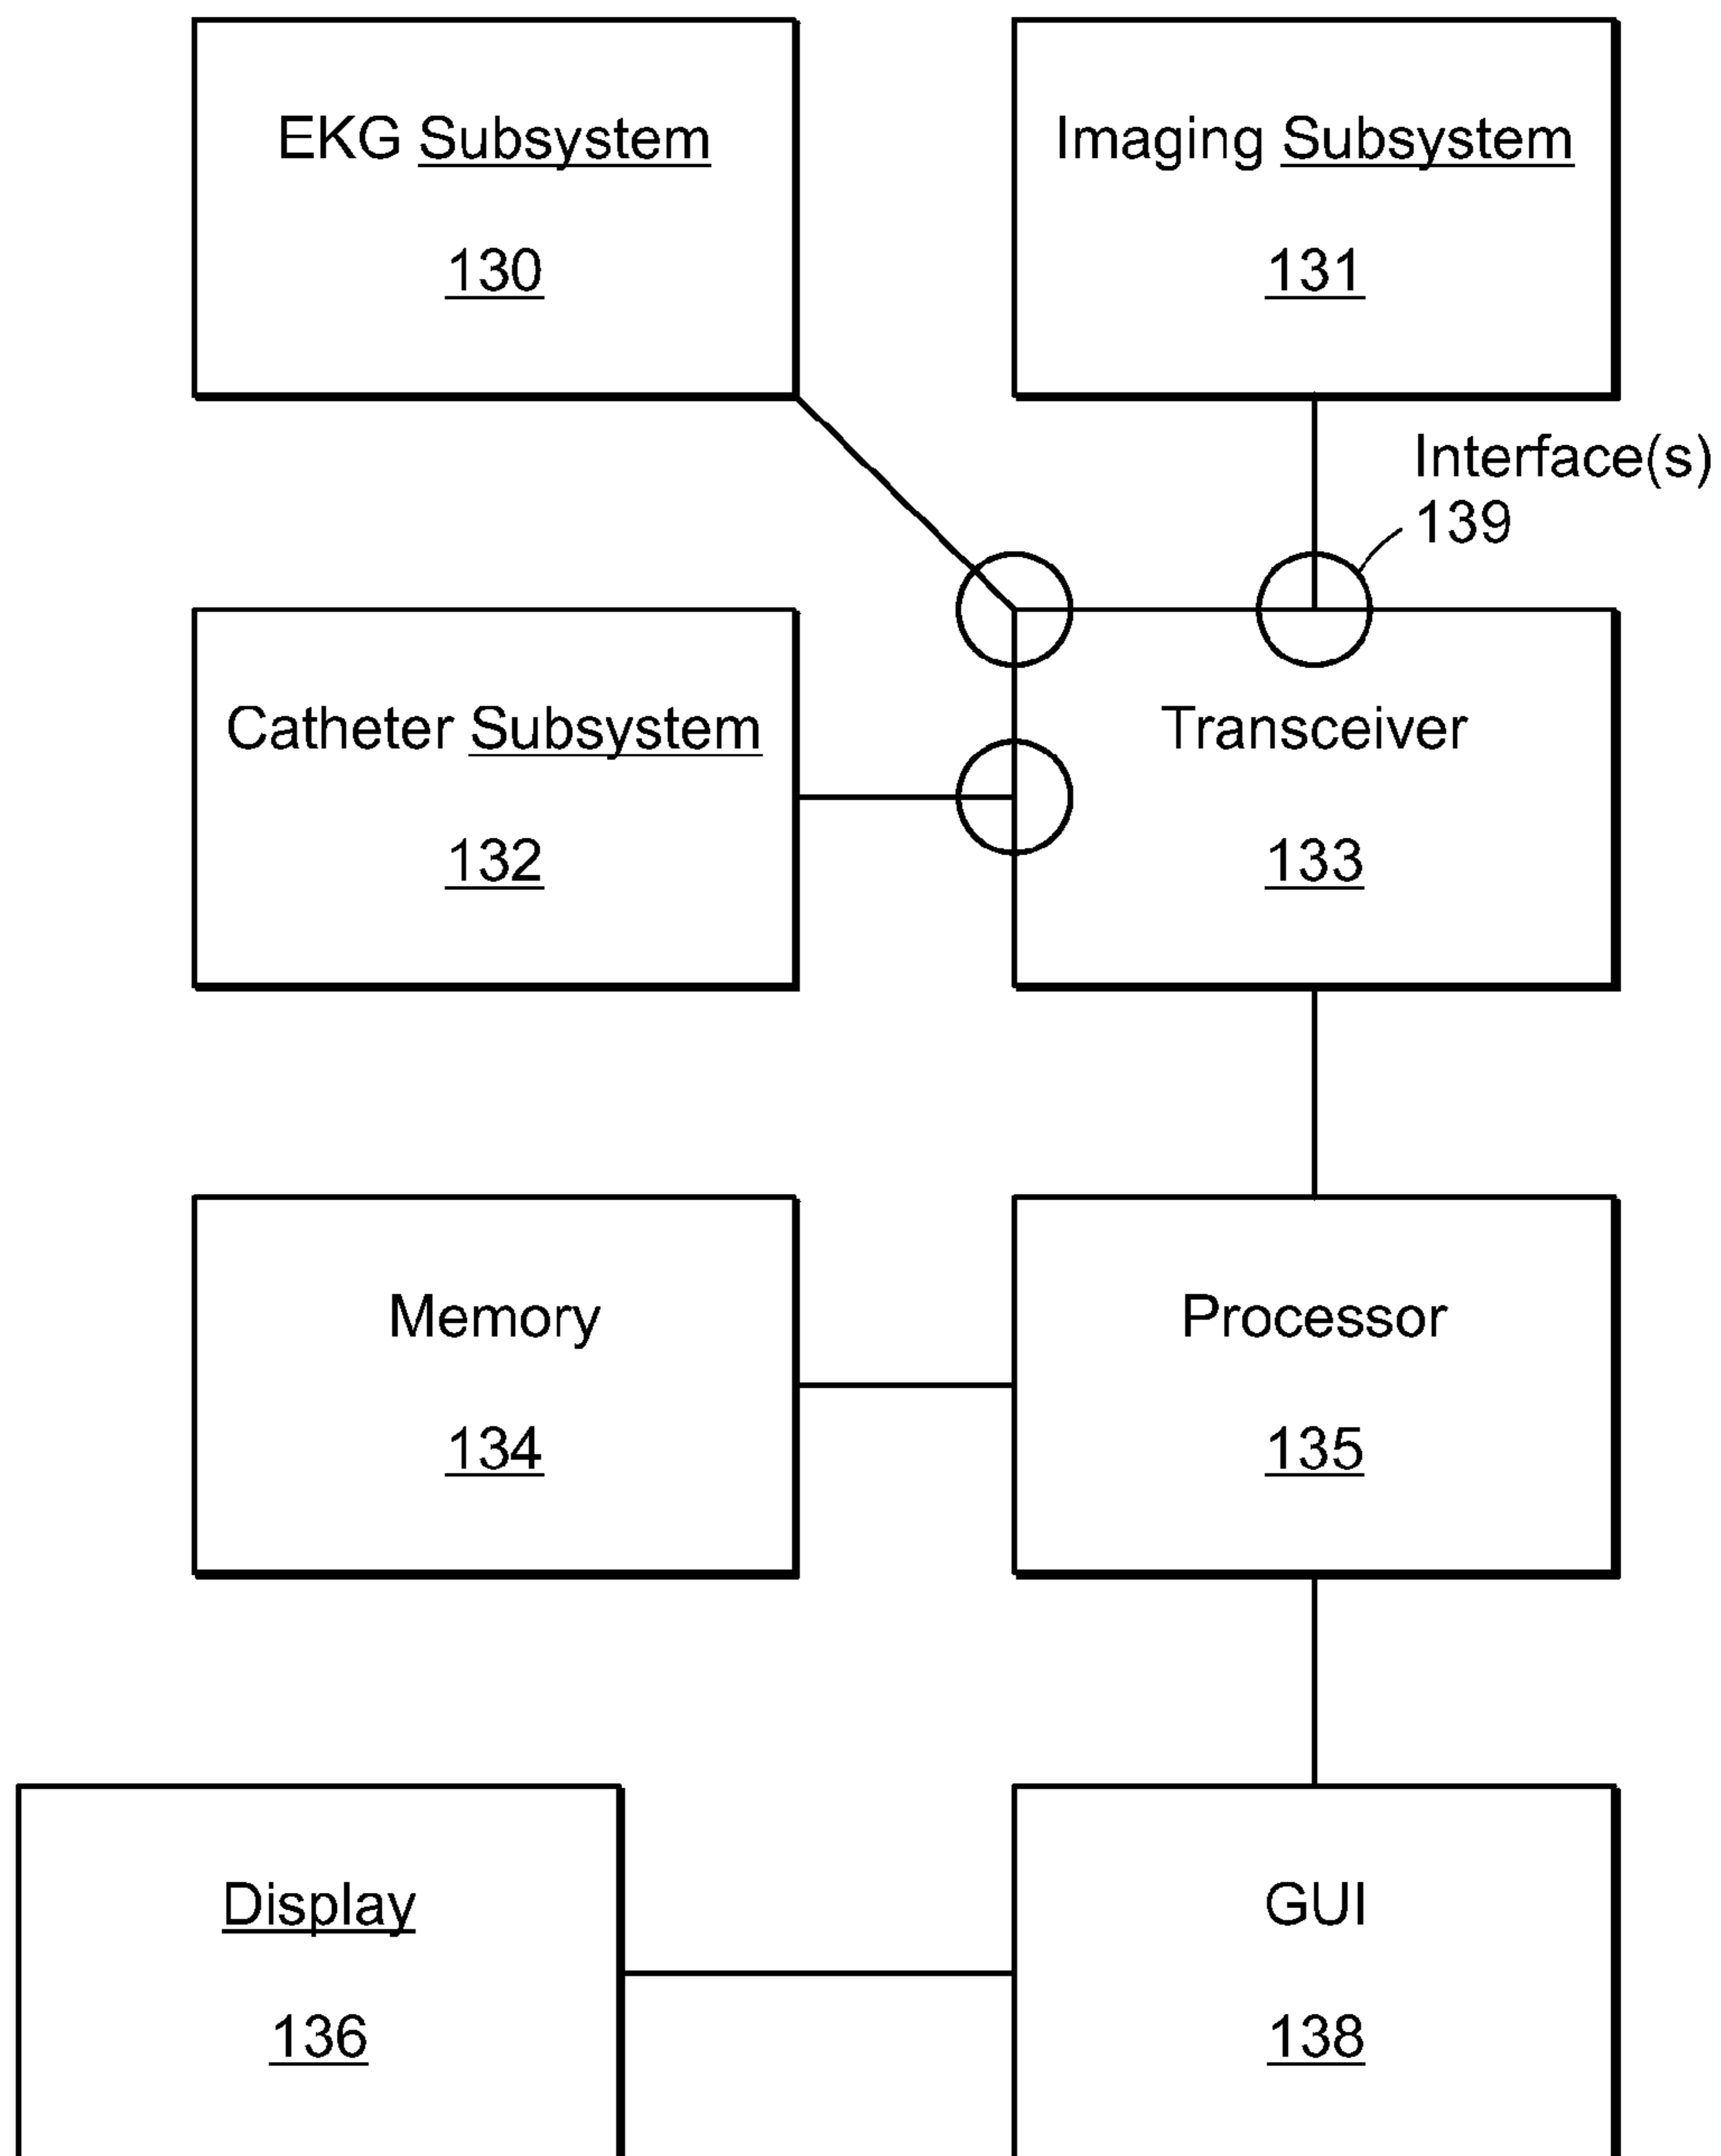 EKG Subsystem
130
Imaging Subsystem
131
Interface(s)
139
Catheter Subsystem
132
Transceiver
133
Memory
134
Processor
135
Display
136
GUI
138